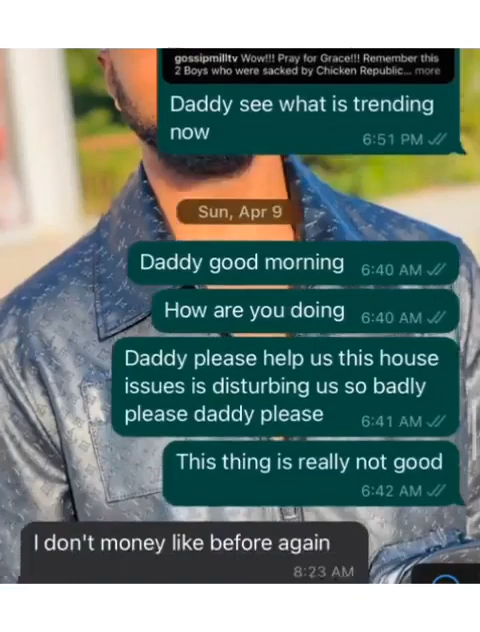 gossipmilltv Wow!!! Pray for Grace!!! Remember this
2 Boys who were sacked by Chicken Republic... more
Daddy see what is trending
now
6:51 PM
Sun, Apr 9
Daddy good morning
6:40 AM
How are you doing
6:40 AM
Daddy please help us this house
issues is disturbing us so badly
please daddy please
6:41 AM
This thing is really not good
6:42 AM
I don't money like before again
8:23 AM